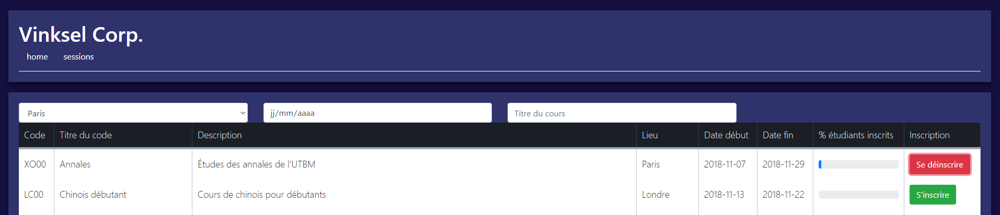 Vinksel Corp.
home sessions
Paris jj/mm/aaaa Titre du cours
Code Titre du code Description Lieu Date début Date fin % étudiants inscrits Inscription
XO00 Annales Études des annales de l'UTBM Paris 2018-11-07 2018-11-29 Se déinscrire
LC00 Chinois débutant Cours de chinois pour débutants Londre 2018-11-13 2018-11-22 S'inscrire